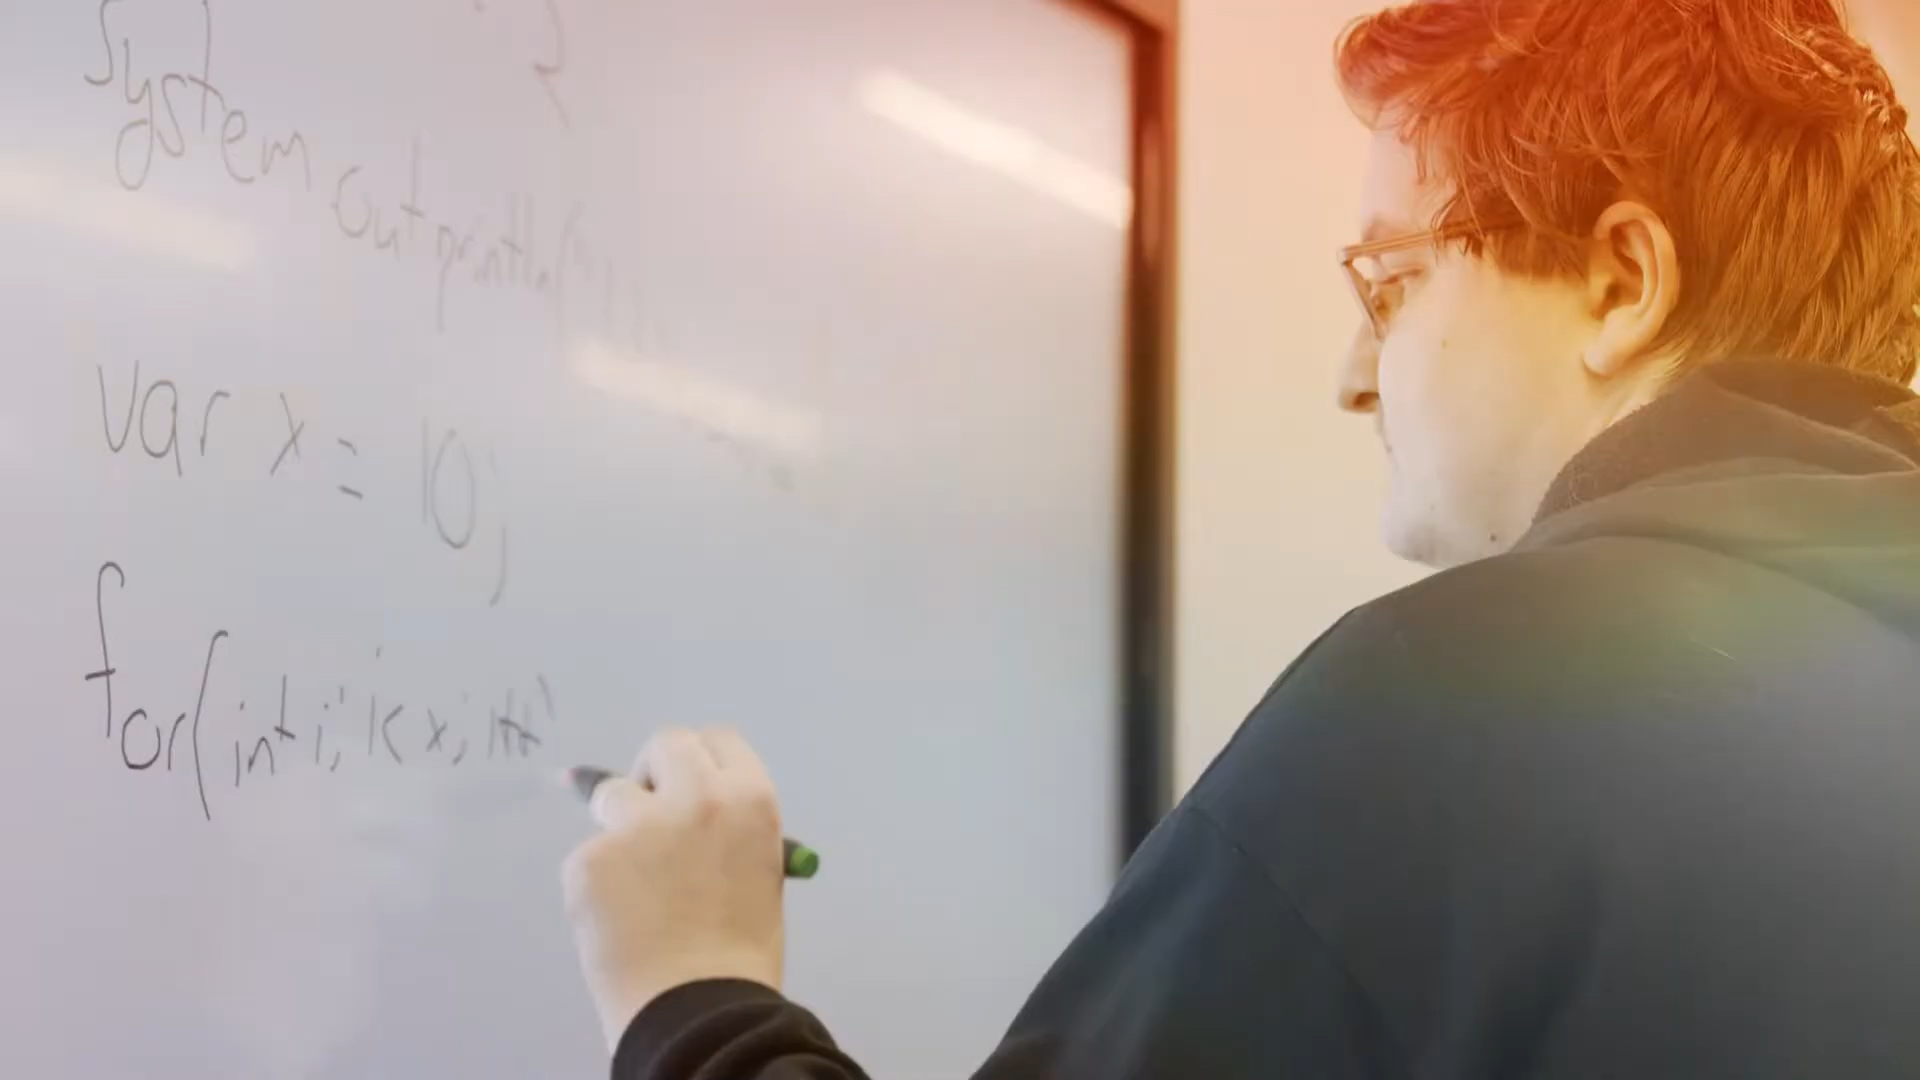 System out println("");
var x = 10;
for(int i; i< x; i++)